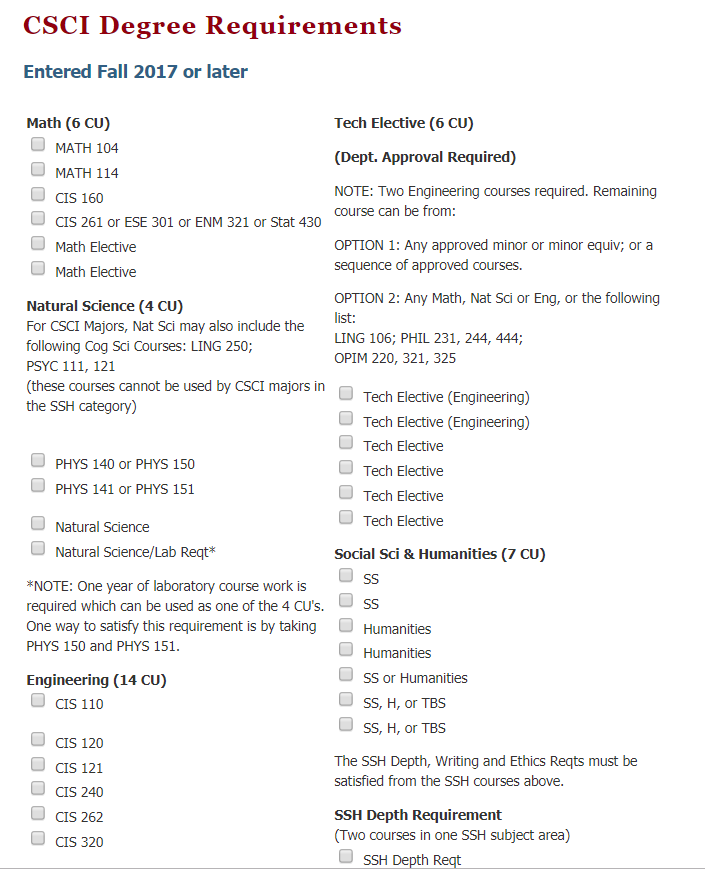 CSCI Degree Requirements
Entered Fall 2017 or later
Math (6 CU)
MATH 104
MATH 114
CIS 160
CIS 261 or ESE 301 or ENM 321 or Stat 430
Math Elective
Math Elective
Natural Science (4 CU)
For CSCI Majors, Nat Sci may also include the
following Cog Sci Courses: LING 250;
PSYC 111, 121
(these courses cannot be used by CSCI majors in
the SSH category)
PHYS 140 or PHYS 150
PHYS 141 or PHYS 151
Natural Science
Natural Science/Lab Reqt*
*NOTE: One year of laboratory course work is
required which can be used as one of the 4 CU's.
One way to satisfy this requirement is by taking
PHYS 150 and PHYS 151.
Engineering (14 CU)
CIS 110
CIS 120
CIS 121
CIS 240
CIS 262
CIS 320
Tech Elective (6 CU)
(Dept. Approval Required)
NOTE: Two Engineering courses required. Remaining
course can be from:
OPTION 1: Any approved minor or minor equiv; or a
sequence of approved courses.
OPTION 2: Any Math, Nat Sci or Eng, or the following
list:
LING 106; PHIL 231, 244, 444;
OPIM 220, 321, 325
Tech Elective (Engineering)
Tech Elective (Engineering)
Tech Elective
Tech Elective
Tech Elective
Tech Elective
Social Sci & Humanities (7 CU)
SS
SS
Humanities
Humanities
SS or Humanities
SS, H, or TBS
SS, H, or TBS
The SSH Depth, Writing and Ethics Reqts must be
satisfied from the SSH courses above.
SSH Depth Requirement
(Two courses in one SSH subject area)
SSH Depth Reqt